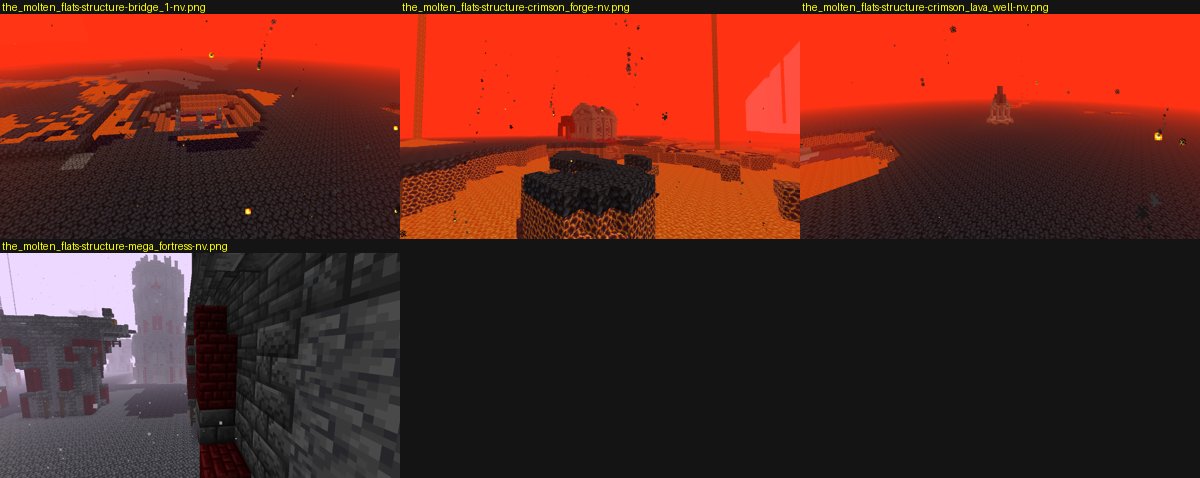 the_molten_flats-structure-bridge_1-nv.png
the_molten_flats-structure-crimson_forge-nv.png
the_molten_flats-structure-crimson_lava_well-nv.png
the_molten_flats-structure-mega_fortress-nv.png